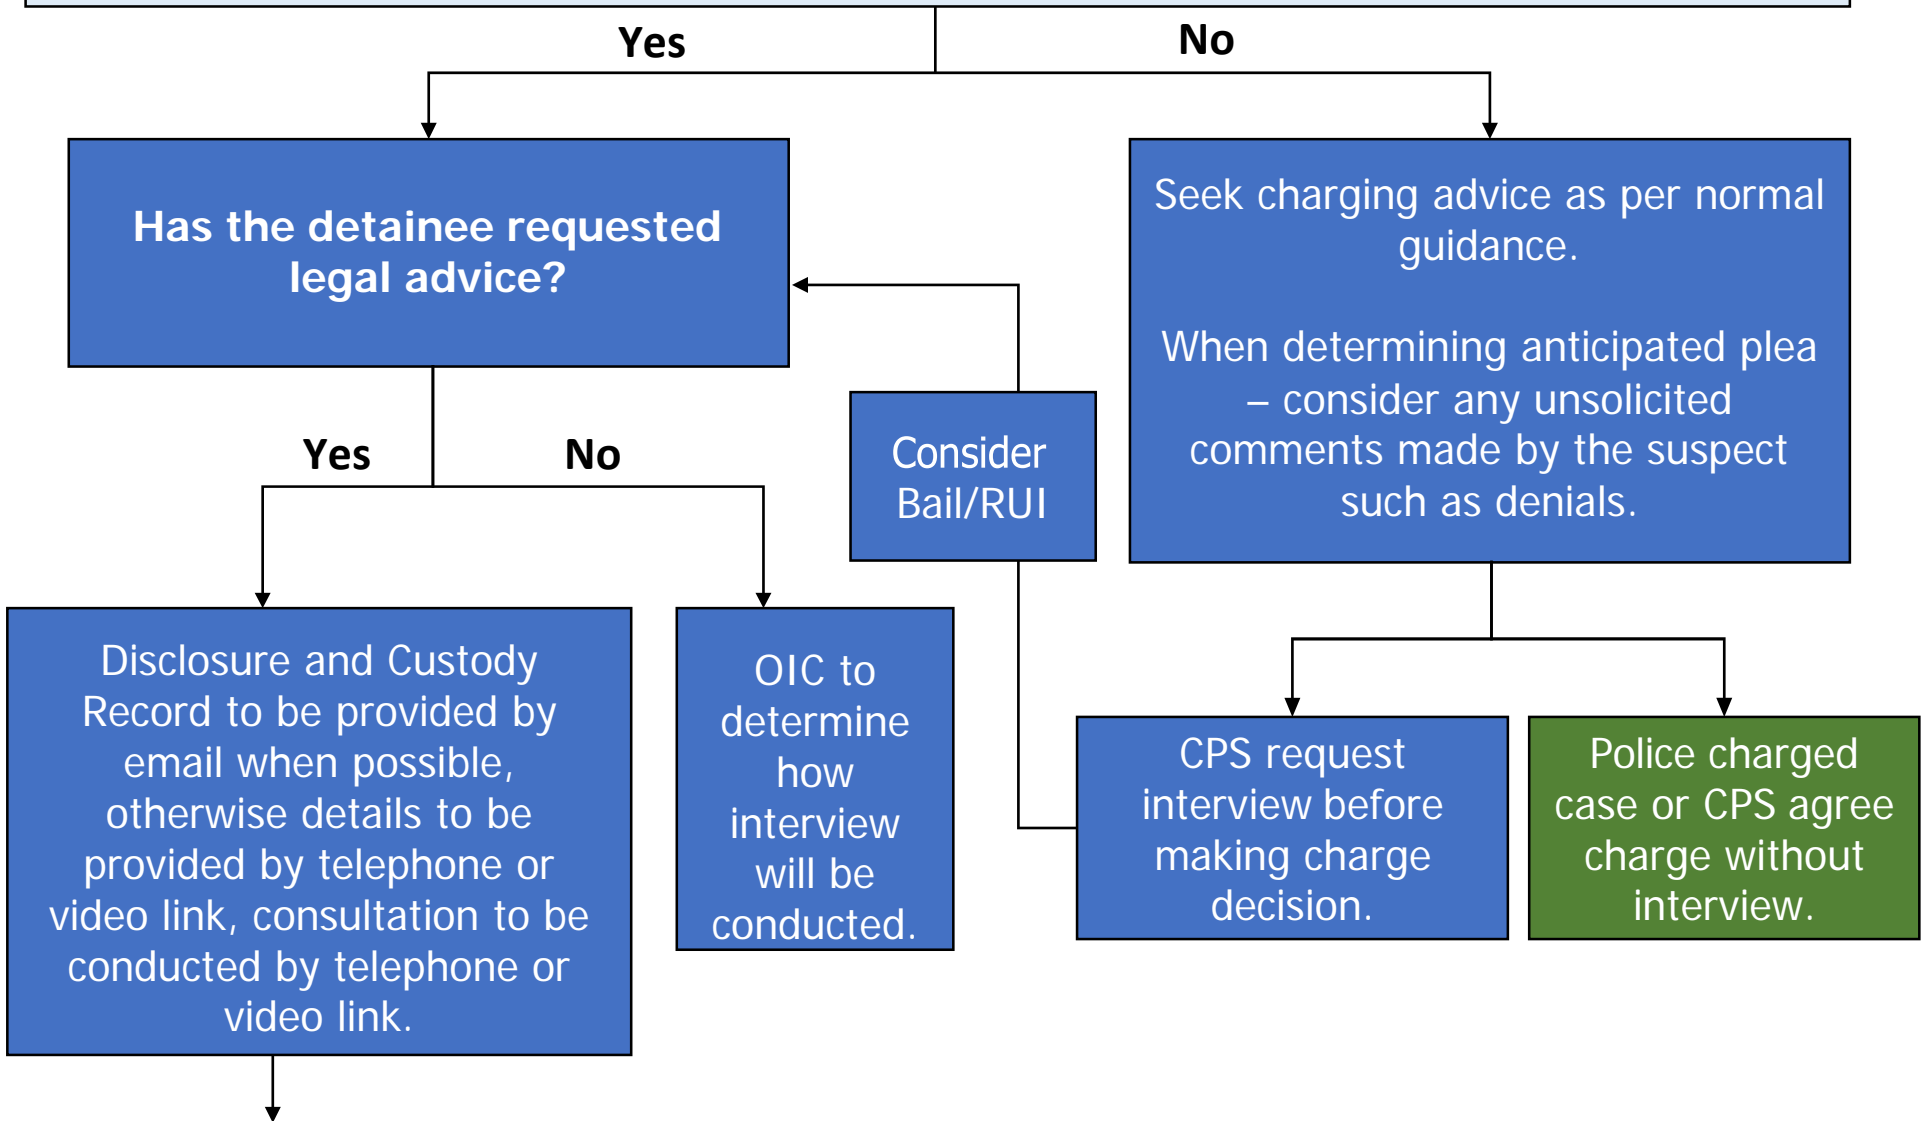 Yes
No
Has the detainee requested
legal advice?
Seek charging advice as per normal
guidance.
When determining anticipated plea
– consider any unsolicited
comments made by the suspect
such as denials.
Consider
Bail/RUI
Yes
No
Disclosure and Custody
Record to be provided by
email when possible,
otherwise details to be
provided by telephone or
video link, consultation to be
conducted by telephone or
video link.
OIC to
determine
how
interview
will be
conducted.
CPS request
interview before
making charge
decision.
Police charged
case or CPS agree
charge without
interview.